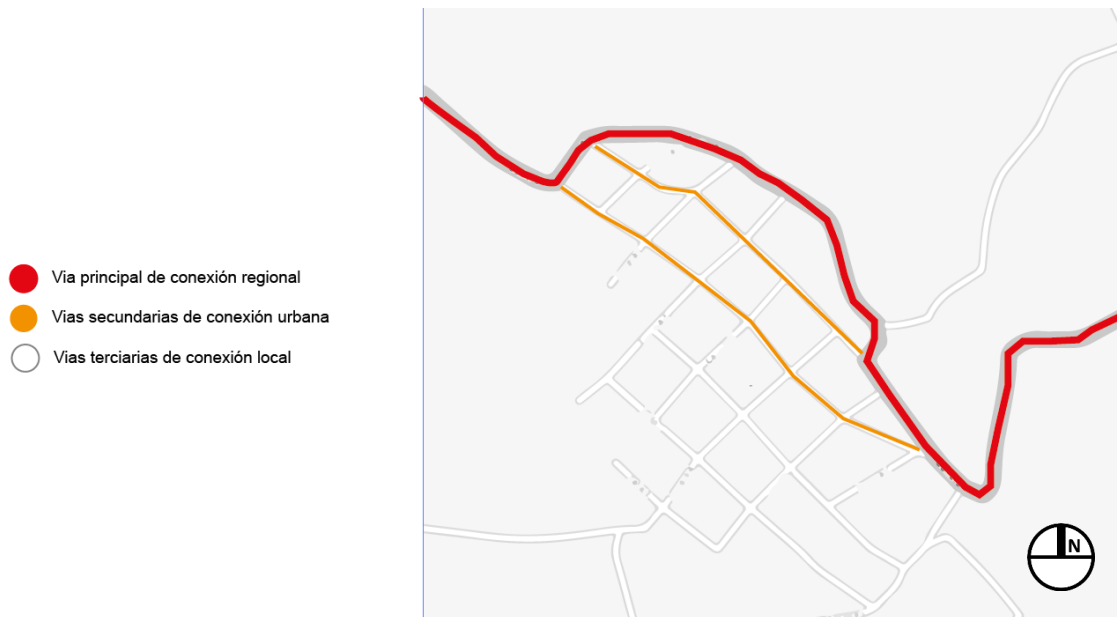 Via principal de conexión regional
Vias secundarias de conexión urbana
Vias terciarias de conexión local
N